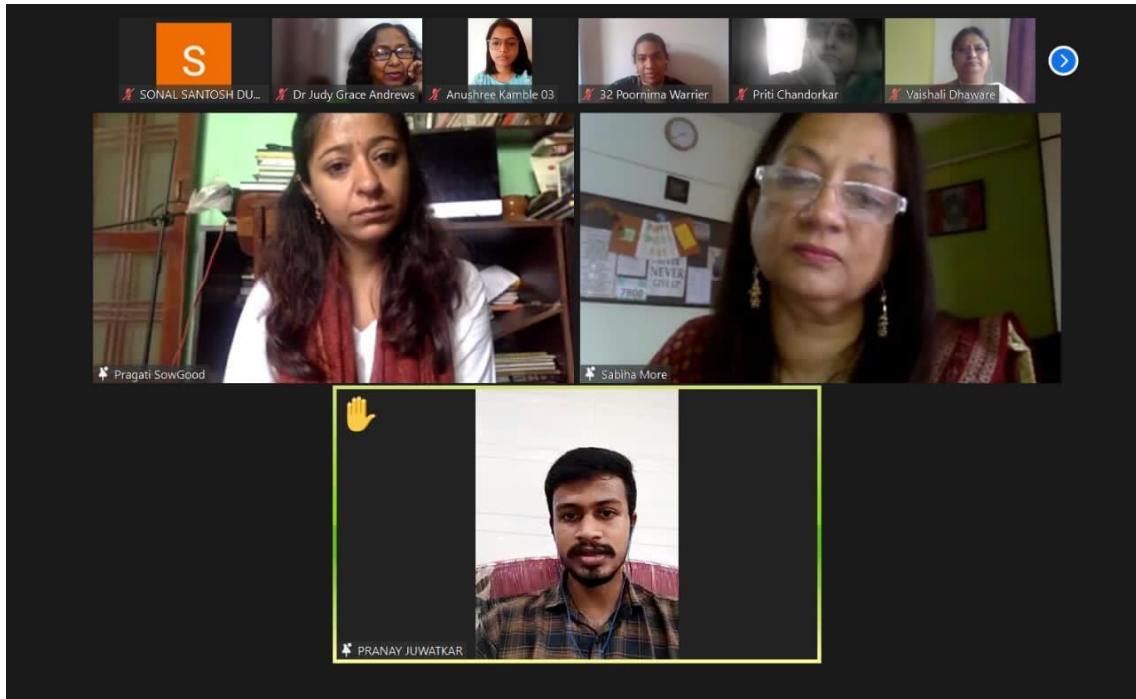 S
SONAL SANTOSH DU...
Dr Judy Grace Andrews
Anushree Kamble 03
32 Poornima Warrier
Priti Chandorkar
Vaishali Dhaware
NEVER
GIVE UP
7808
Pragati SowGood
Sabiha More
PRANAY JUWATKAR